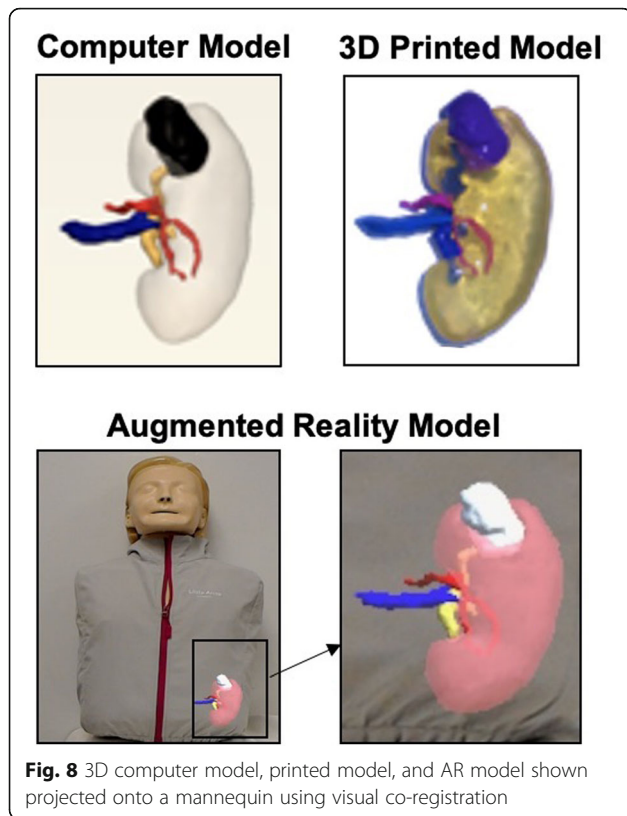 Computer Model
3D Printed Model
Augmented Reality Model
Fig. 8 3D computer model, printed model, and AR model shown
projected onto a mannequin using visual co-registration